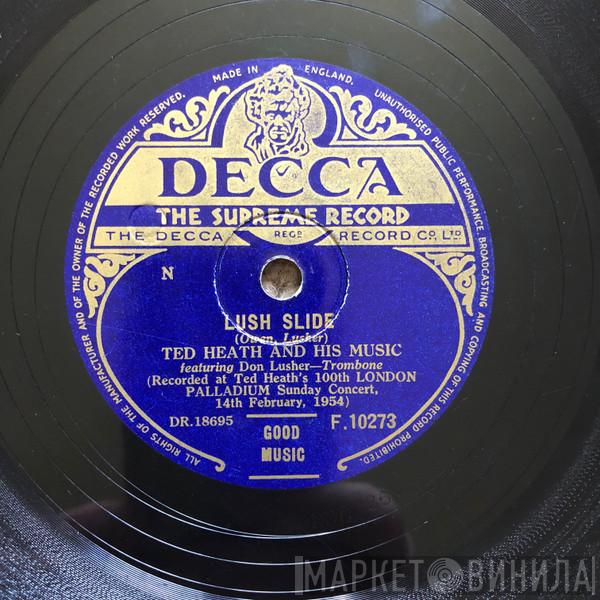 MADE IN ENGLAND.
ALL RIGHTS OF THE MANUFACTURER AND OF THE OWNER OF THE RECORDED WORK RESERVED.
UNAUTHORISED PUBLIC PERFORMANCE, BROADCASTING AND COPYING OF THIS RECORD PROHIBITED.
DECCA
THE SUPREME RECORD
THE DECCA REGD RECORD CO. LTD.
N
LUSH SLIDE
(Owen, Lusher)
TED HEATH AND HIS MUSIC
featuring Don Lusher—Trombone
(Recorded at Ted Heath's 100th LONDON
PALLADIUM Sunday Concert,
14th February, 1954)
DR.18695 F.10273
GOOD
MUSIC
МАРКЕТ ВИНИЛА